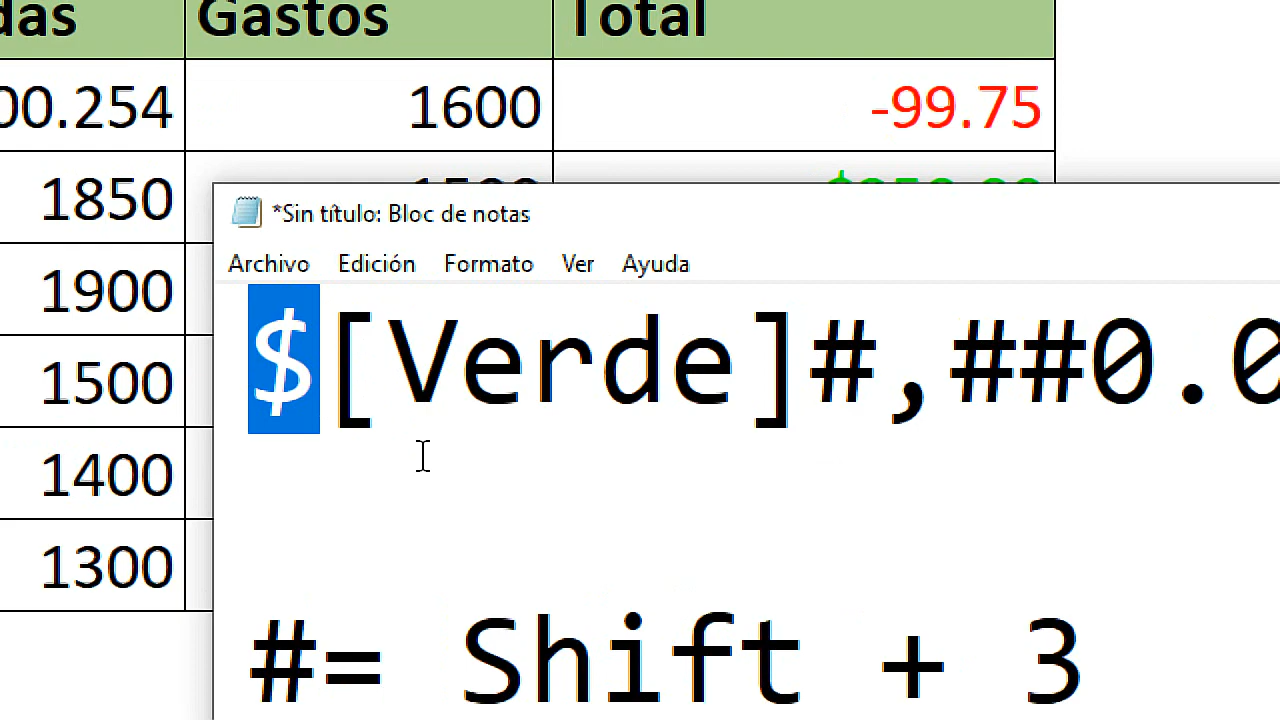 das Gastos Total
00.254 1600 -99.75
1850
*Sin título: Bloc de notas
Archivo Edición Formato Ver Ayuda
1900
$[Verde]#,##0.0
1500
1400
1300
#= Shift + 3